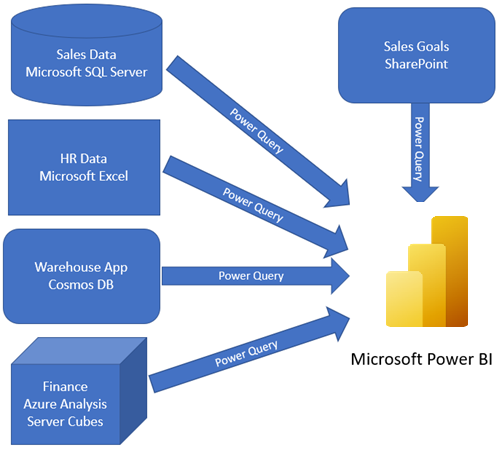 Sales Data
Microsoft SQL Server
Sales Goals
SharePoint
Power Query
Power Query
HR Data
Microsoft Excel
Power Query
Warehouse App
Cosmos DB
Power Query
Power Query
Microsoft Power BI
Finance
Azure Analysis
Server Cubes